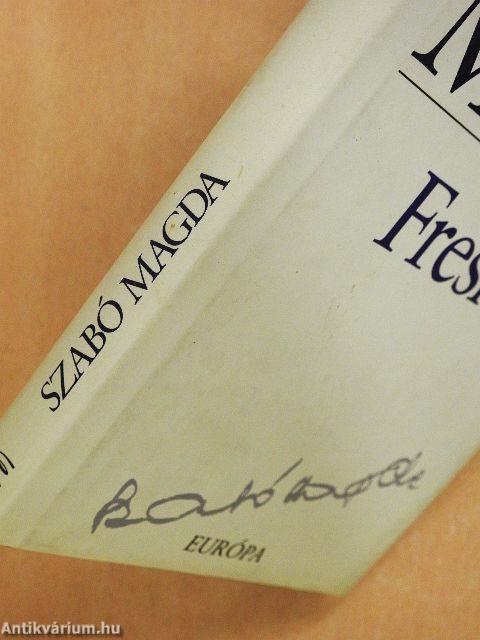 SZABÓ MAGDA
M
Fres
EURÓPA
Antikvárium.hu